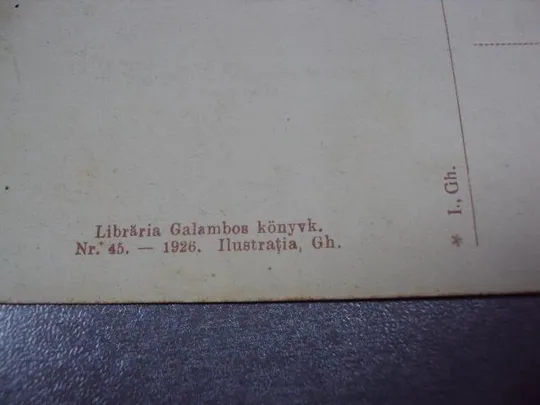 Librăria Galambos könyvk.
Nr. 45. — 1926. Ilustrația, Gh.
* I., Gh.